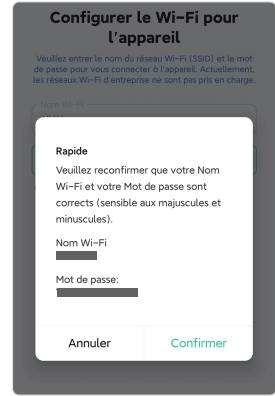 Configurer le Wi-Fi pour
l'appareil
Veuillez entrer le nom du réseau Wi-Fi (SSID) et le mot
de passe pour vous connecter à l'appareil. Actuellement,
les réseaux Wi-Fi d'entreprise ne sont pas pris en charge.
Nom Wi-Fi
Rapide
Veuillez reconfirmer que votre Nom
Wi-Fi et votre Mot de passe sont
corrects (sensible aux majuscules et
minuscules).
Nom Wi-Fi
Mot de passe:
Annuler Confirmer